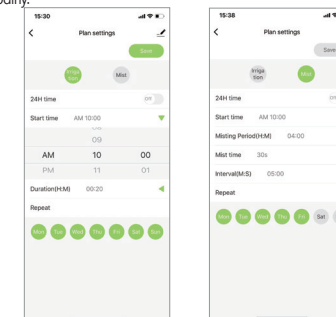 pany.
15:30
Plan settings
Save
Irriga
tion
Mist
24H time
Off
Start time AM 10:00
09
AM 10 00
PM 11 01
Duration(H:M) 00:20
Repeat
Mon Tue Wed Thu Fri Sat Sun
15:38
Plan settings
Save
Irriga
tion
Mist
24H time
Start time AM 10:00
Misting Period(H:M) 04:00
Mist time 30s
Interval(M:S) 05:00
Repeat
Mon Tue Wed Thu Fri Sat